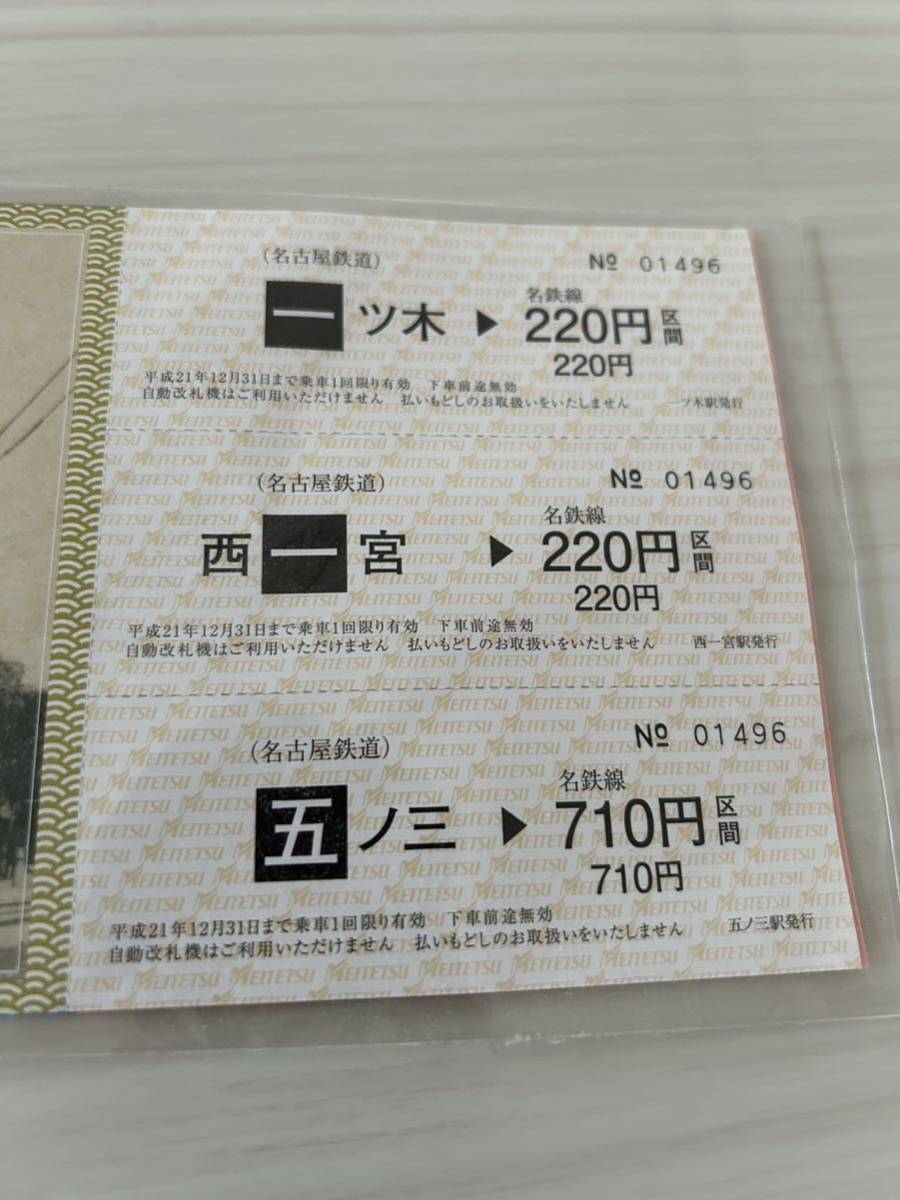 (名古屋鉄道) № 01496
名鉄線
一ツ木 ▶ 220円区間
220円
平成21年12月31日まで乗車1回限り有効 下車前途無効
自動改札機はご利用いただけません 払いもどしのお取扱いをいたしません 一ツ木駅発行
(名古屋鉄道) № 01496
名鉄線
西一宮 ▶ 220円区間
220円
平成21年12月31日まで乗車1回限り有効 下車前途無効
自動改札機はご利用いただけません 払いもどしのお取扱いをいたしません 西一宮駅発行
(名古屋鉄道) № 01496
名鉄線
五ノ三 ▶ 710円区間
710円
平成21年12月31日まで乗車1回限り有効 下車前途無効
自動改札機はご利用いただけません 払いもどしのお取扱いをいたしません 五ノ三駅発行
MEITETSU